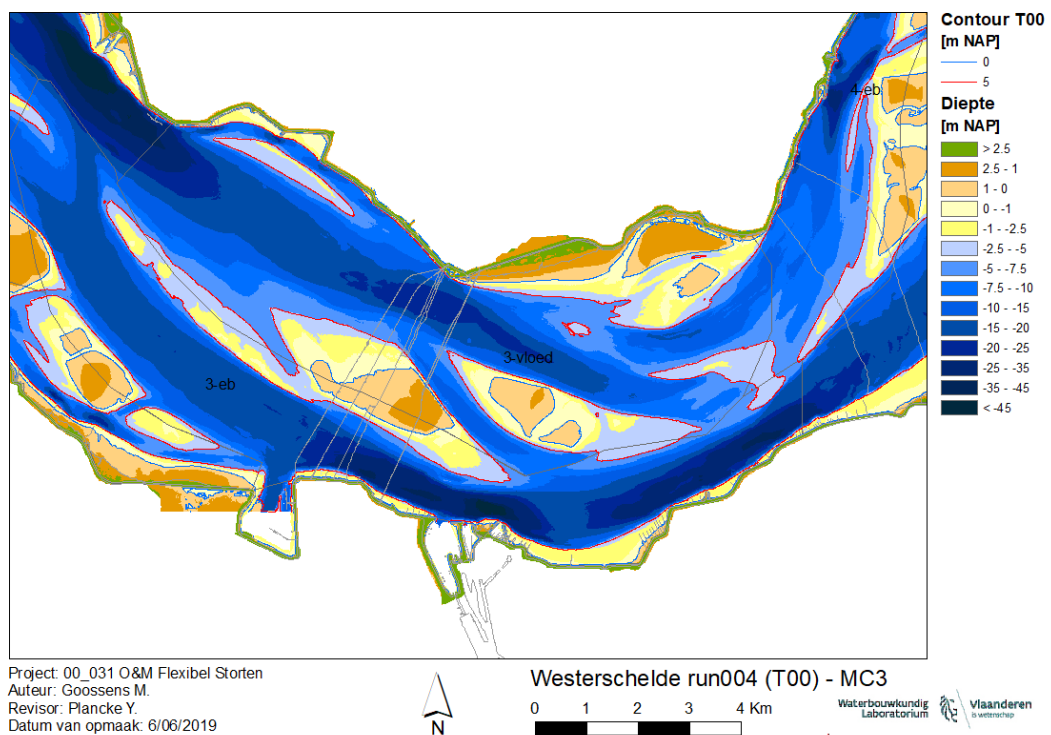 4-eb
3-vloed
3-eb
Contour T00
[m NAP]
0
5
Diepte
[m NAP]
> 2.5
2.5 - 1
1 - 0
0 - -1
-1 - -2.5
-2.5 - -5
-5 - -7.5
-7.5 - -10
-10 - -15
-15 - -20
-20 - -25
-25 - -35
-35 - -45
< -45
Project: 00_031 O&M Flexibel Storten
Auteur: Goossens M.
Revisor: Plancke Y.
Datum van opmaak: 6/06/2019
N
Westerschelde run004 (T00) - MC3
0 1 2 3 4 Km
Waterbouwkundig
Laboratorium
Vlaanderen
is wetenschap